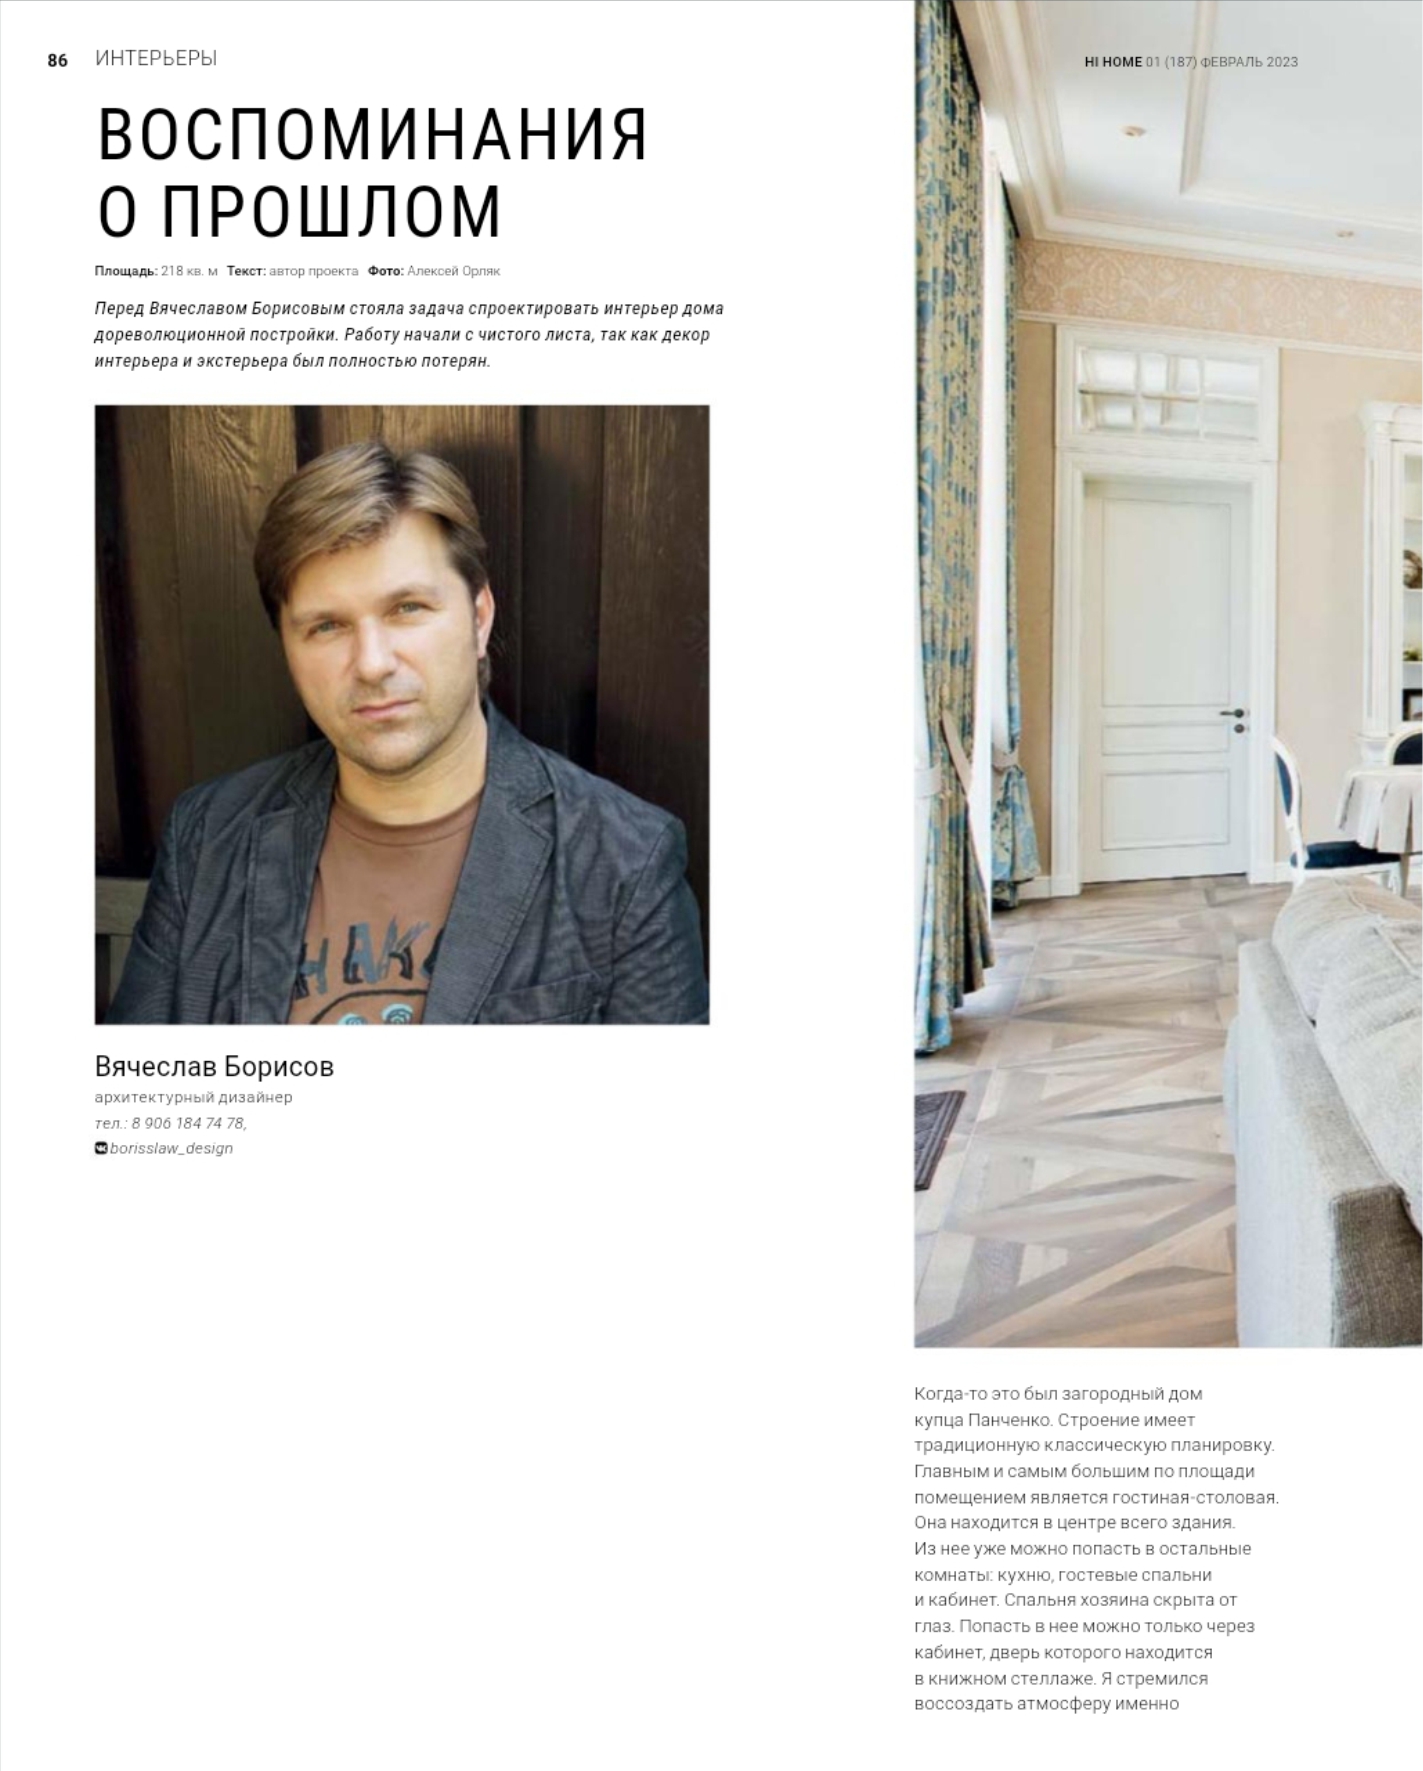 86 ИНТЕРЬЕРЫ
HI HOME 01 (187) ФЕВРАЛЬ 2023
ВОСПОМИНАНИЯ
О ПРОШЛОМ
Площадь: 218 кв. м Текст: автор проекта Фото: Алексей Орляк
Перед Вячеславом Борисовым стояла задача спроектировать интерьер дома
дореволюционной постройки. Работу начали с чистого листа, так как декор
интерьера и экстерьера был полностью потерян.
Вячеслав Борисов
архитектурный дизайнер
тел.: 8 906 184 74 78,
borisslaw_design
Когда-то это был загородный дом
купца Панченко. Строение имеет
традиционную классическую планировку.
Главным и самым большим по площади
помещением является гостиная-столовая.
Она находится в центре всего здания.
Из нее уже можно попасть в остальные
комнаты: кухню, гостевые спальни
и кабинет. Спальня хозяина скрыта от
глаз. Попасть в нее можно только через
кабинет, дверь которого находится
в книжном стеллаже. Я стремился
воссоздать атмосферу именно